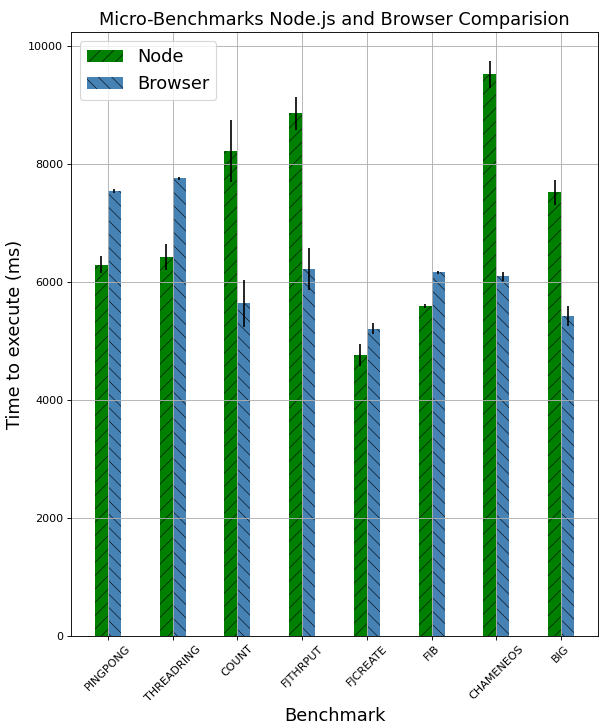 Micro-Benchmarks Node.js and Browser Comparision
Node
Browser
Time to execute (ms)
10000
8000
6000
4000
2000
0
PINGPONG
THREADRING
COUNT
FJTHRPUT
FJCREATE
FIB
CHAMENEOS
BIG
Benchmark